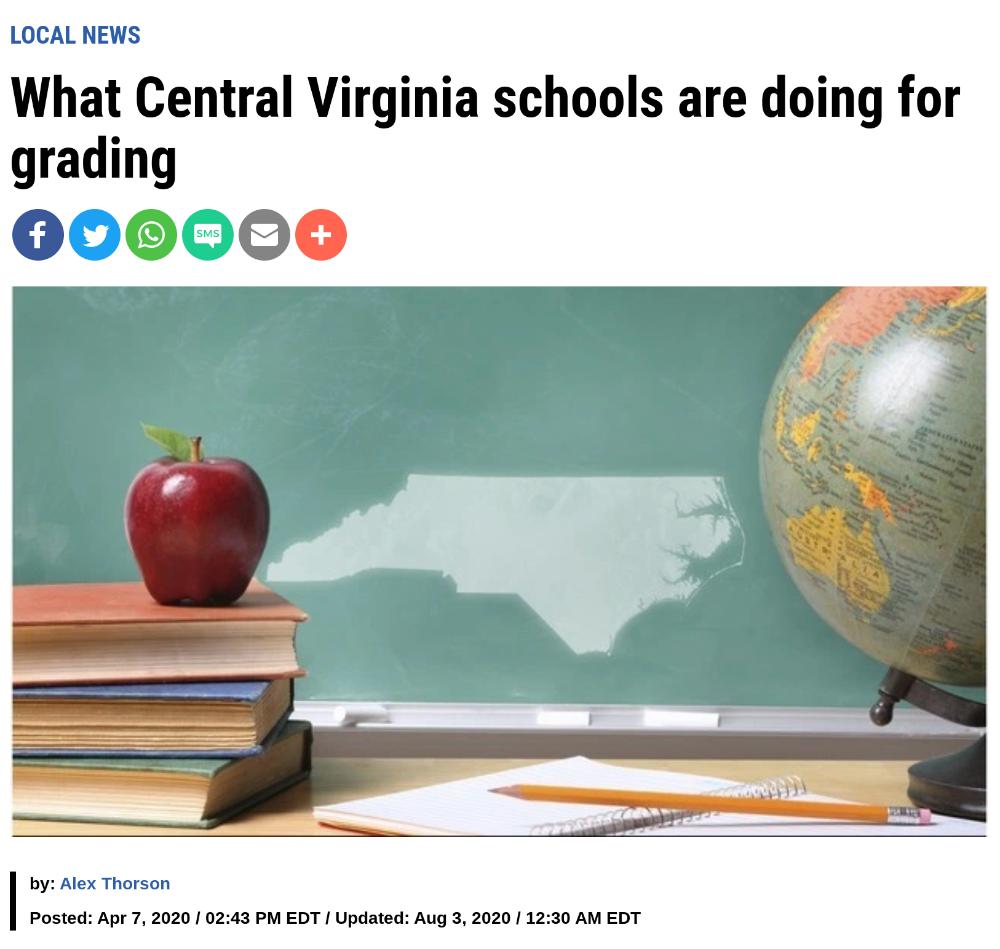 LOCAL NEWS
What Central Virginia schools are doing for
grading
SMS
by: Alex Thorson
Posted: Apr 7, 2020 / 02:43 PM EDT / Updated: Aug 3, 2020 / 12:30 AM EDT